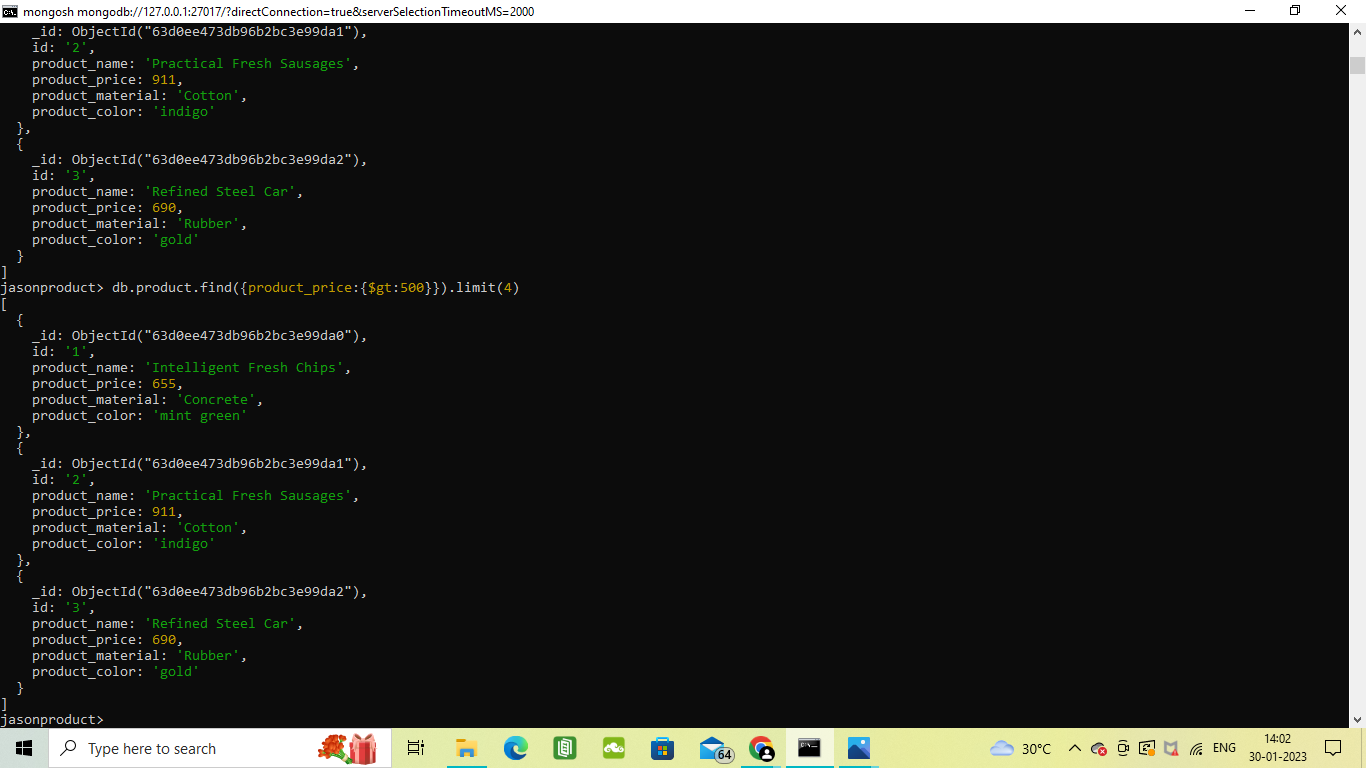 mongosh mongodb://127.0.0.1:27017/?directConnection=true&serverSelectionTimeoutMS=2000
_id: ObjectId("63d0ee473db96b2bc3e99da1"),
id: '2',
product_name: 'Practical Fresh Sausages',
product_price: 911,
product_material: 'Cotton',
product_color: 'indigo'
},
{
_id: ObjectId("63d0ee473db96b2bc3e99da2"),
id: '3',
product_name: 'Refined Steel Car',
product_price: 690,
product_material: 'Rubber',
product_color: 'gold'
}
]
jasonproduct> db.product.find({product_price:{$gt:500}}).limit(4)
[
{
_id: ObjectId("63d0ee473db96b2bc3e99da0"),
id: '1',
product_name: 'Intelligent Fresh Chips',
product_price: 655,
product_material: 'Concrete',
product_color: 'mint green'
},
{
_id: ObjectId("63d0ee473db96b2bc3e99da1"),
id: '2',
product_name: 'Practical Fresh Sausages',
product_price: 911,
product_material: 'Cotton',
product_color: 'indigo'
},
{
_id: ObjectId("63d0ee473db96b2bc3e99da2"),
id: '3',
product_name: 'Refined Steel Car',
product_price: 690,
product_material: 'Rubber',
product_color: 'gold'
}
]
jasonproduct>
Type here to search
64
30°C
ENG
14:02
30-01-2023